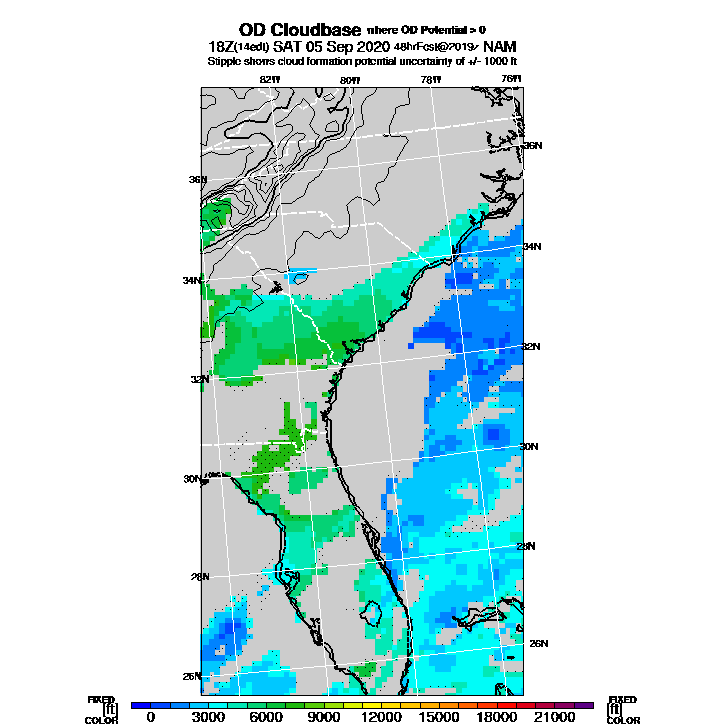 OD Cloudbase where OD Potential > 0
18Z(14edt) SAT 05 Sep 2020 48hrFcst@2019z NAM
Stipple shows cloud formation potential uncertainty of +/- 1000 ft
82W 80W 78W 76W
36N
36N
34N
34N
32N
32N
30N
30N
28N
28N
26N
26N
FIXED [ft] COLOR
0 3000 6000 9000 12000 15000 18000 21000
FIXED [ft] COLOR